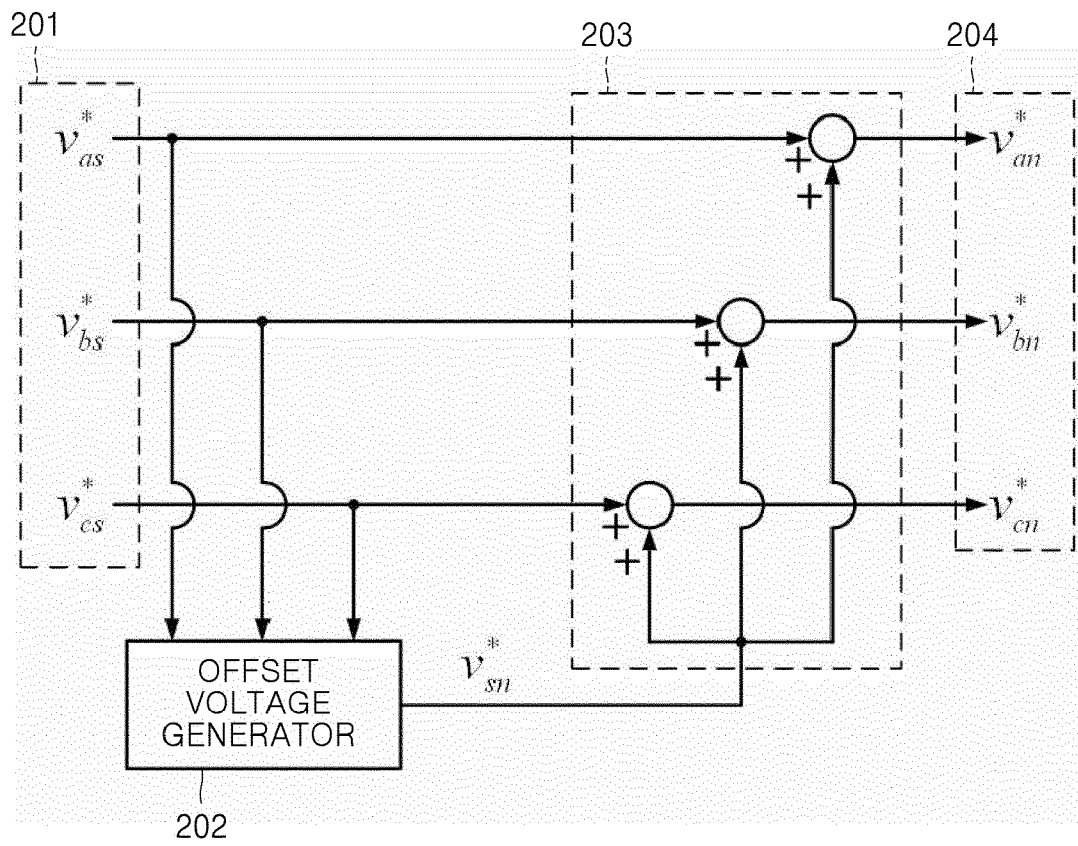 201
203
204
v*as
v*an
+
+
v*bs
v*bn
+
+
v*cs
v*cn
+
+
OFFSET
VOLTAGE
GENERATOR
v*sn
202